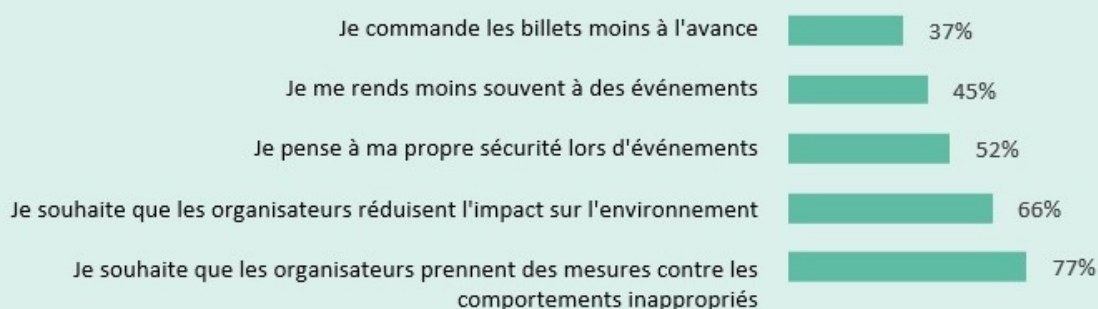 Je commande les billets moins à l'avance 37%
Je me rends moins souvent à des événements 45%
Je pense à ma propre sécurité lors d'événements 52%
Je souhaite que les organisateurs réduisent l'impact sur l'environnement 66%
Je souhaite que les organisateurs prennent des mesures contre les 77%
comportements inappropriés